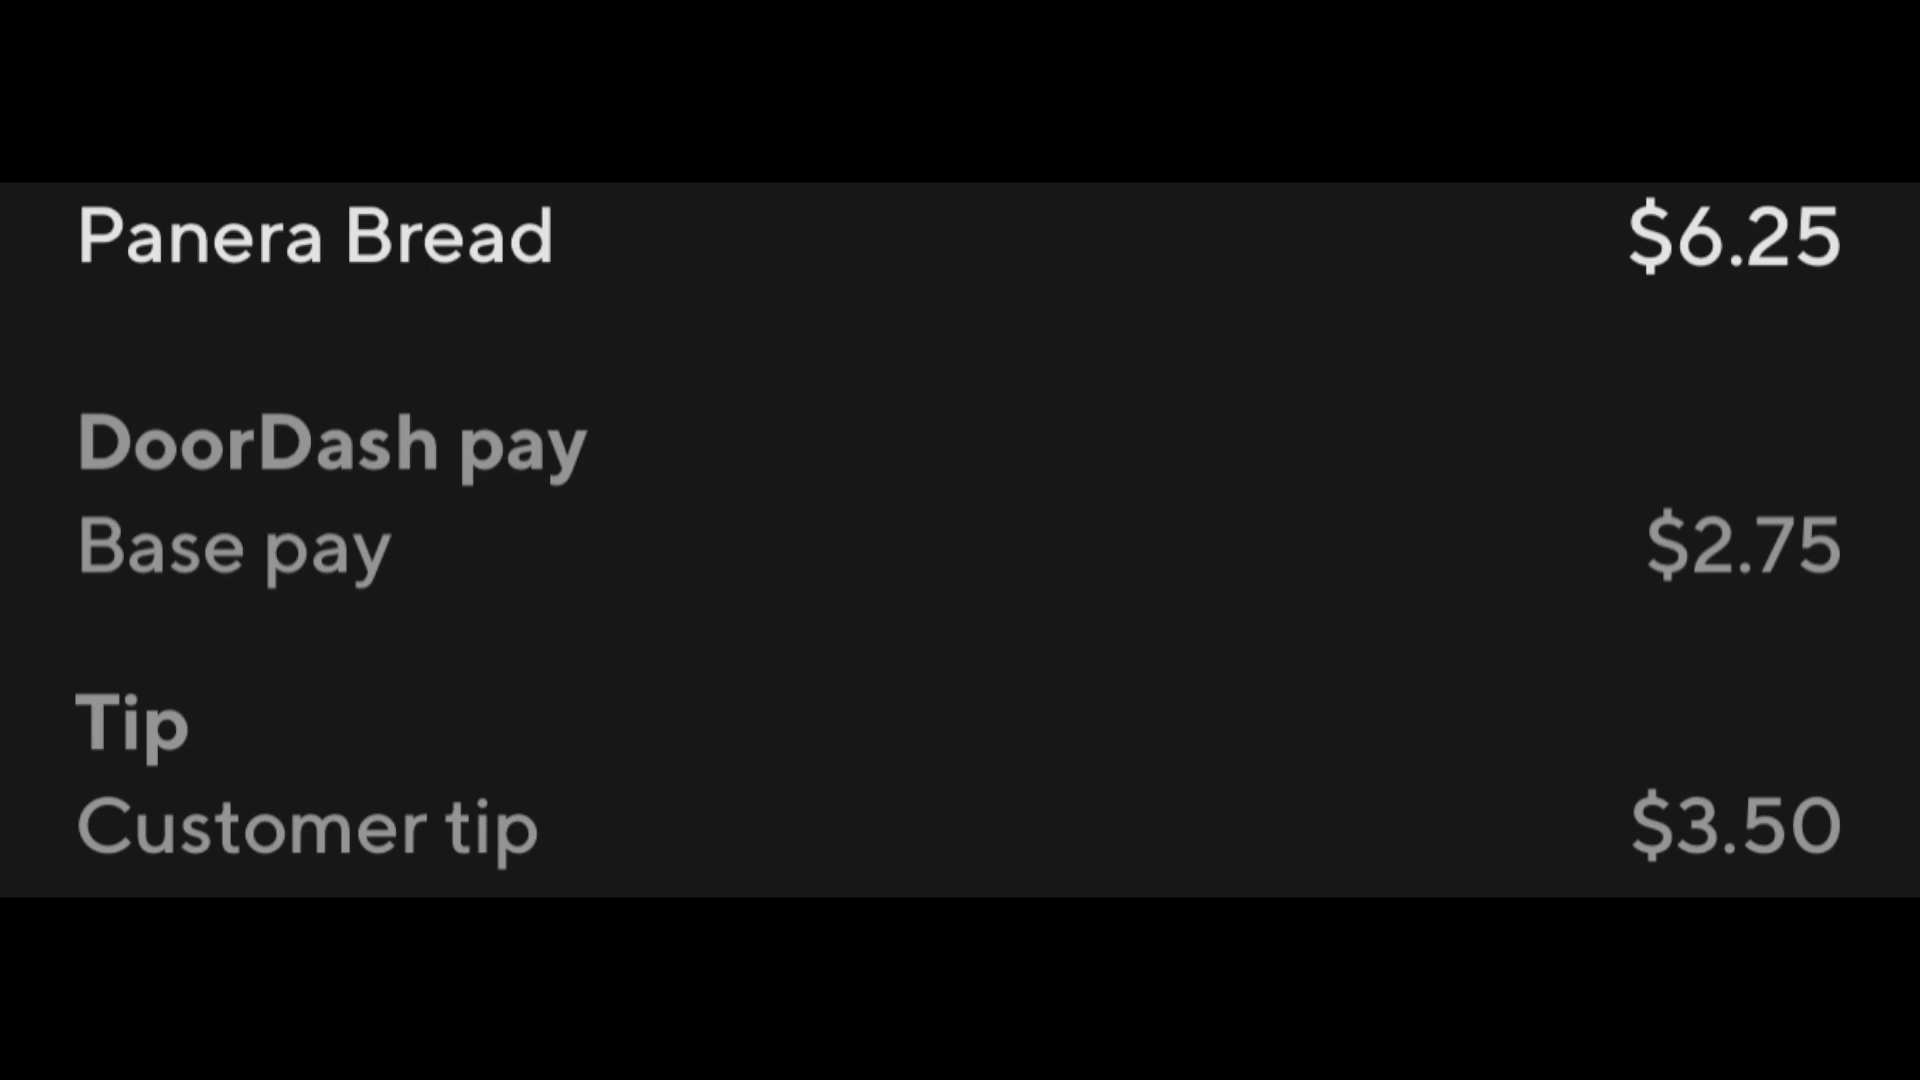 Panera Bread $6.25
DoorDash pay
Base pay $2.75
Tip
Customer tip $3.50